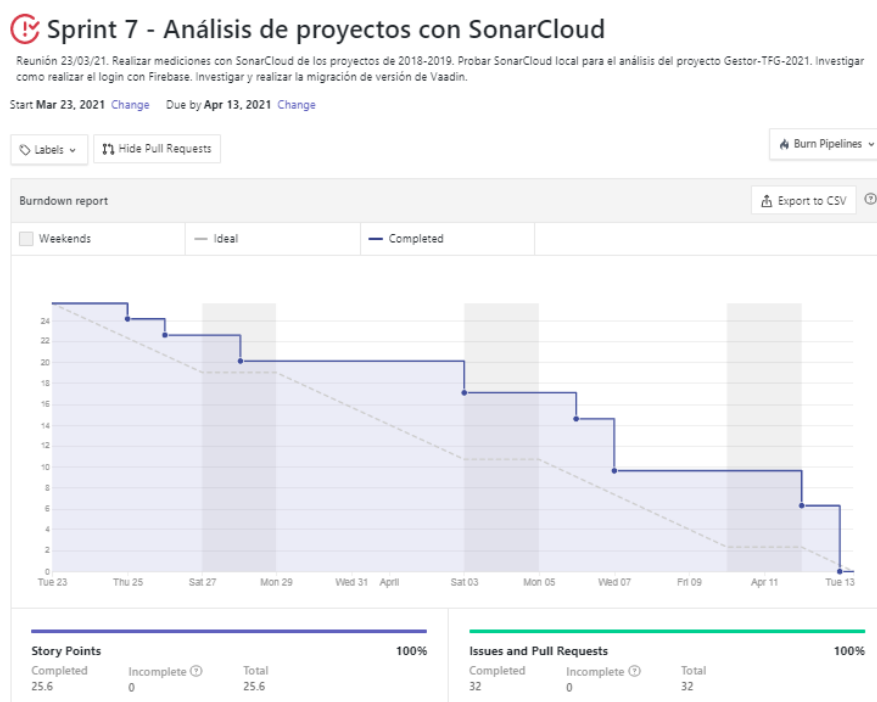 Sprint 7 - Análisis de proyectos con SonarCloud
Reunión 23/03/21. Realizar mediciones con SonarCloud de los proyectos de 2018-2019. Probar SonarCloud local para el análisis del proyecto Gestor-TFG-2021. Investigar
como realizar el login con Firebase. Investigar y realizar la migración de versión de Vaadin.
Start Mar 23, 2021 Change Due by Apr 13, 2021 Change
Labels Hide Pull Requests Burn Pipelines
Burndown report Export to CSV
Weekends Ideal Completed
24
22
20
18
16
14
12
10
8
6
4
2
0
Tue 23 Thu 25 Sat 27 Mon 29 Wed 31 April Sat 03 Mon 05 Wed 07 Fri 09 Apr 11 Tue 13
Story Points 100% Issues and Pull Requests 100%
Completed Incomplete Total Completed Incomplete Total
25.6 0 25.6 32 0 32